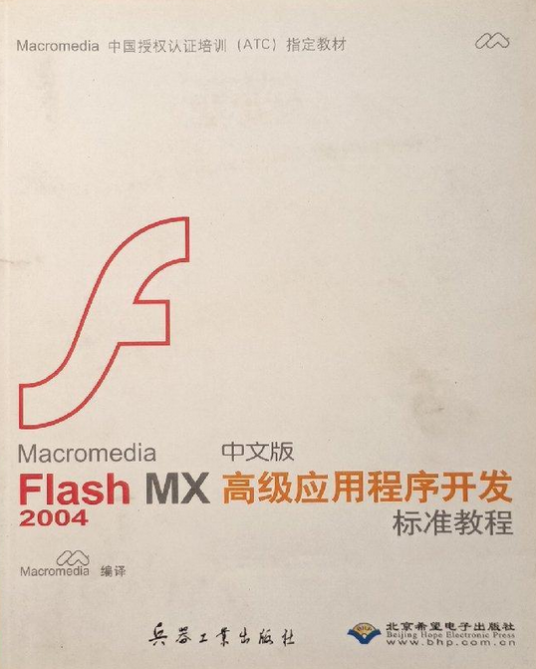 Macromedia 中国授权认证培训（ATC）指定教材
Macromedia 中文版
Flash MX 高级应用程序开发
2004 标准教程
Macromedia 编译
兵器工业出版社
北京希望电子出版社
Beijing Hope Electronic Press
www.bhp.com.cn